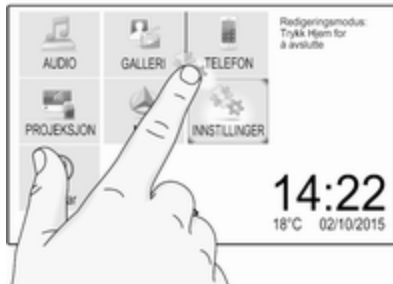 AUDIO
GALLERI
TELEFON
Redigeringsmodus:
Trykk Hjem for
å avslutte
PROJEKSJON
INNSTILLINGER
14:22
18°C 02/10/2015